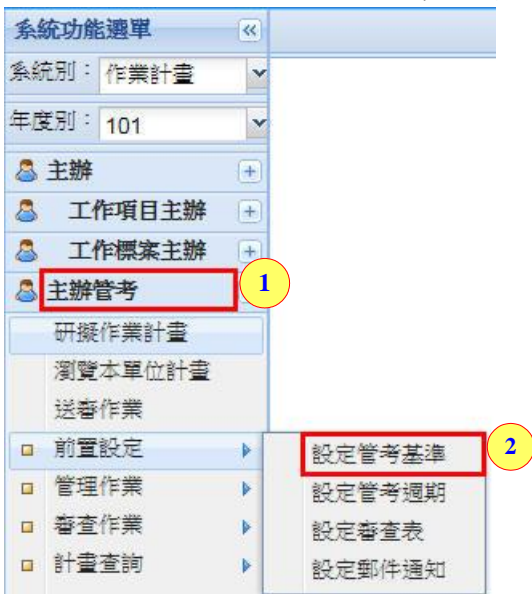 系統功能選單
系統別：作業計畫
年度別：101
主辦
工作項目主辦
工作標案主辦
主辦管考
1
研擬作業計畫
瀏覽本單位計畫
送審作業
前置設定
管理作業
審查作業
計畫查詢
設定管考基準
2
設定管考週期
設定審查表
設定郵件通知